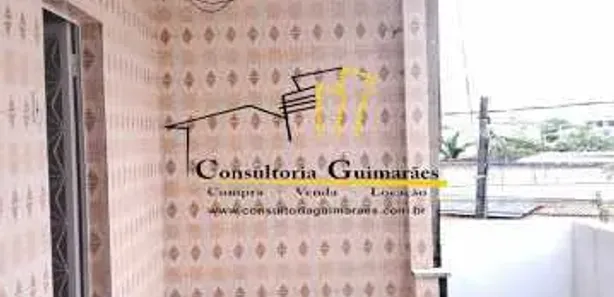 Consultoria Guimarães
Compra Venda Locação
www.consultoriaguimaraes.com.br